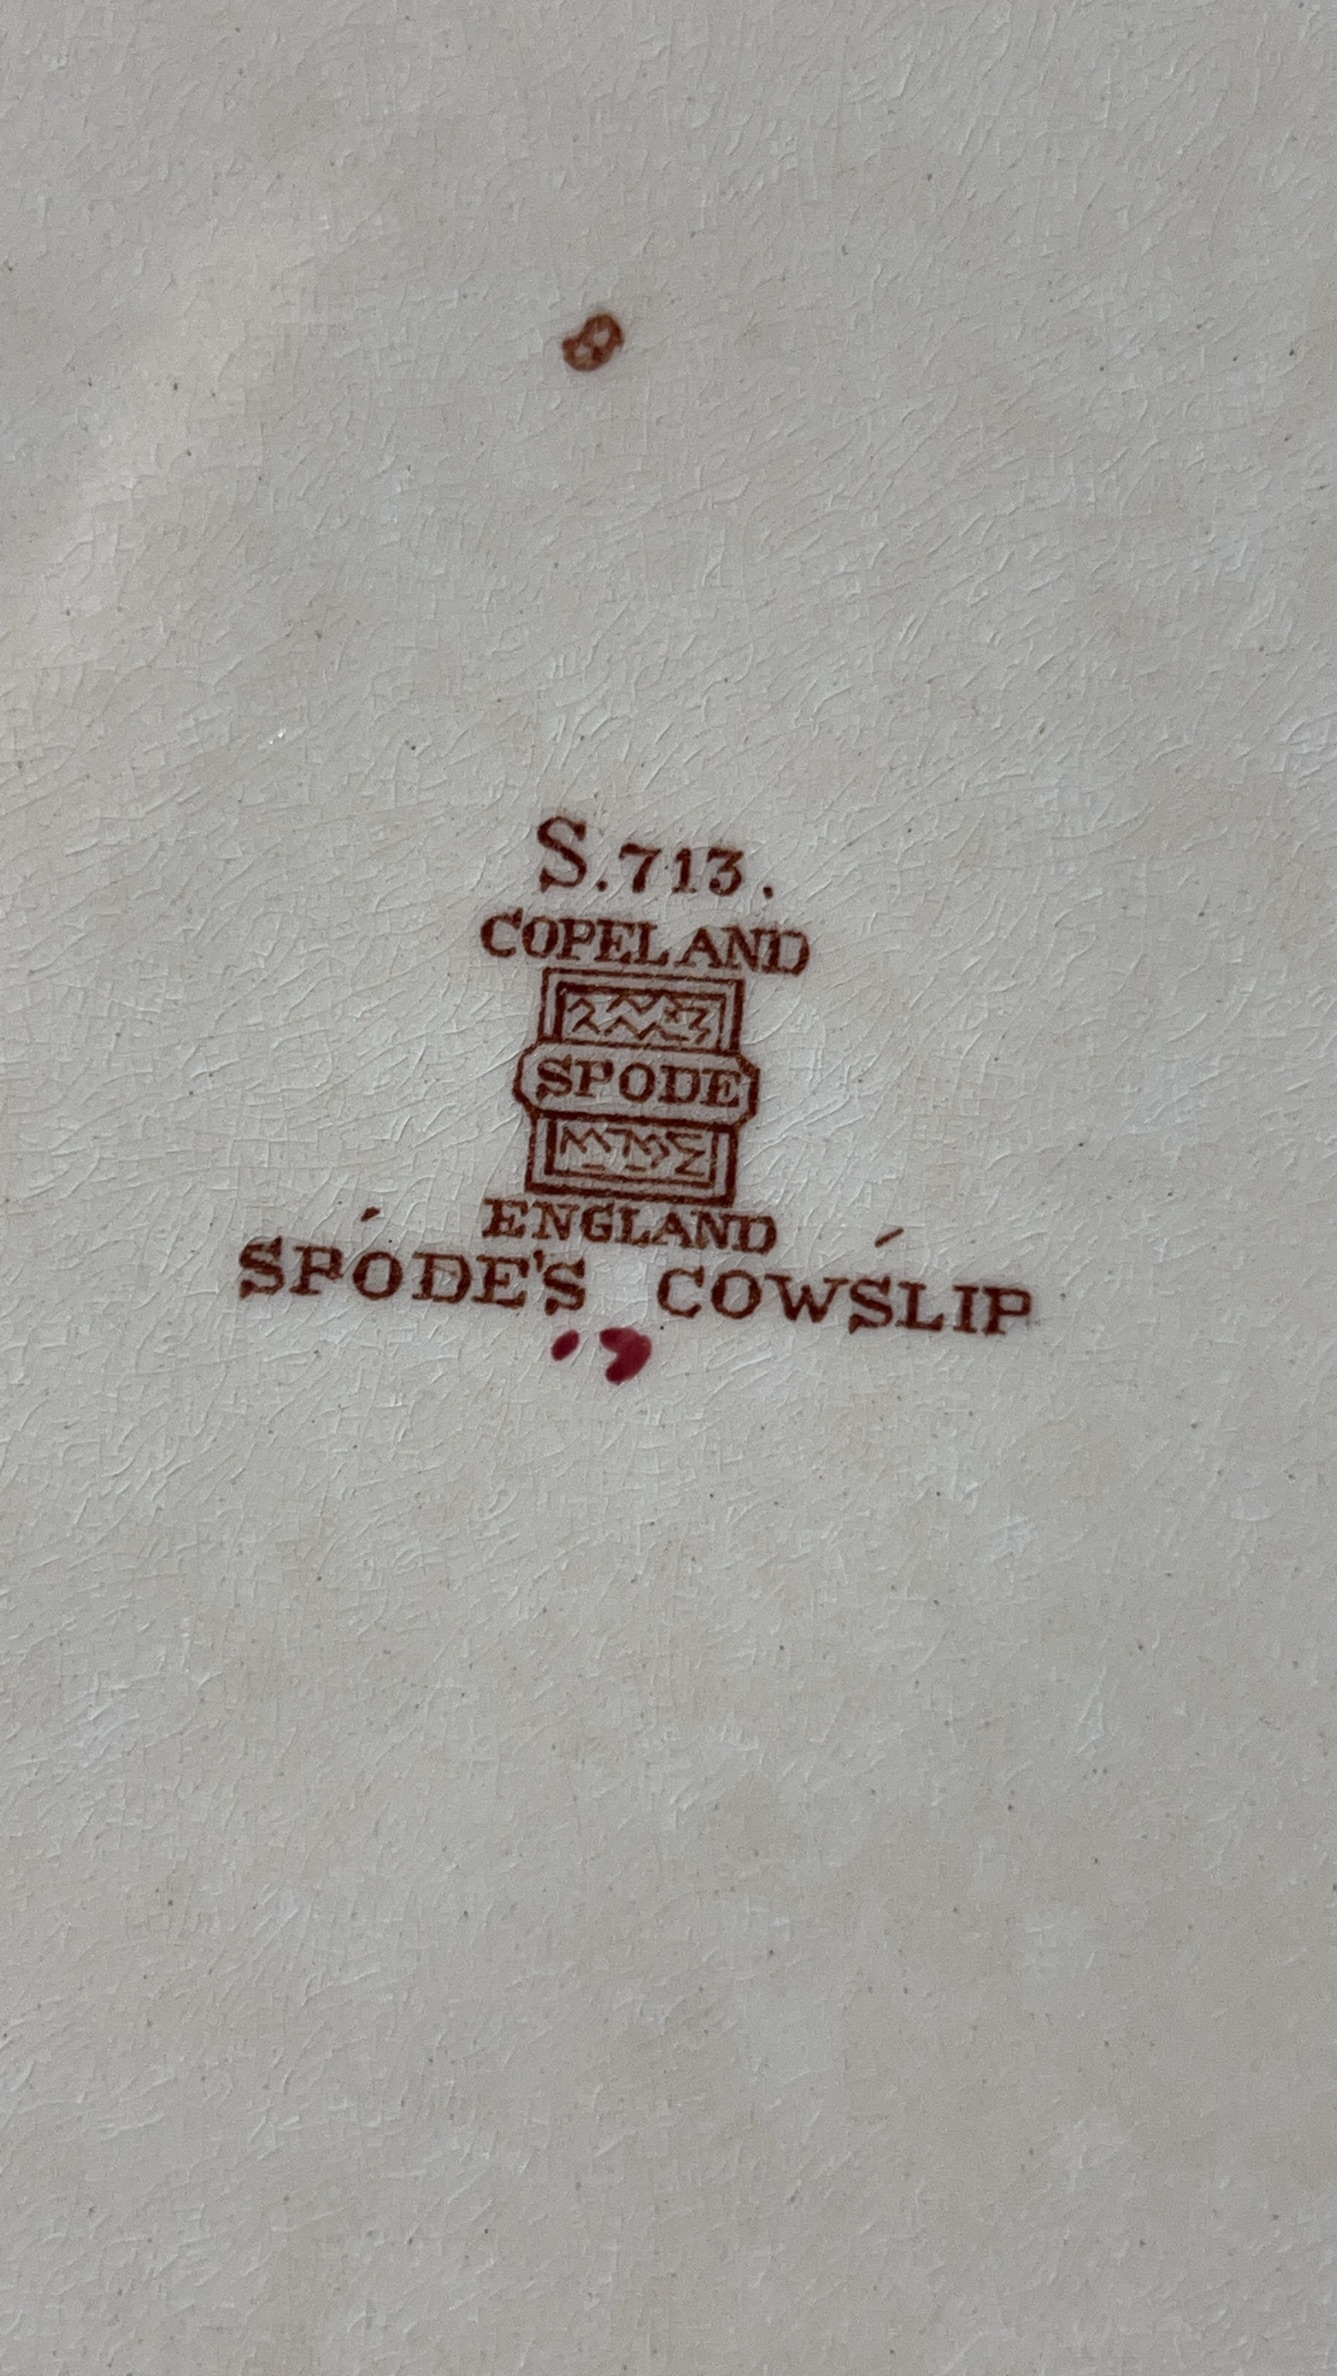 S.713.
COPELAND
SPODE
ENGLAND
SPODE'S COWSLIP